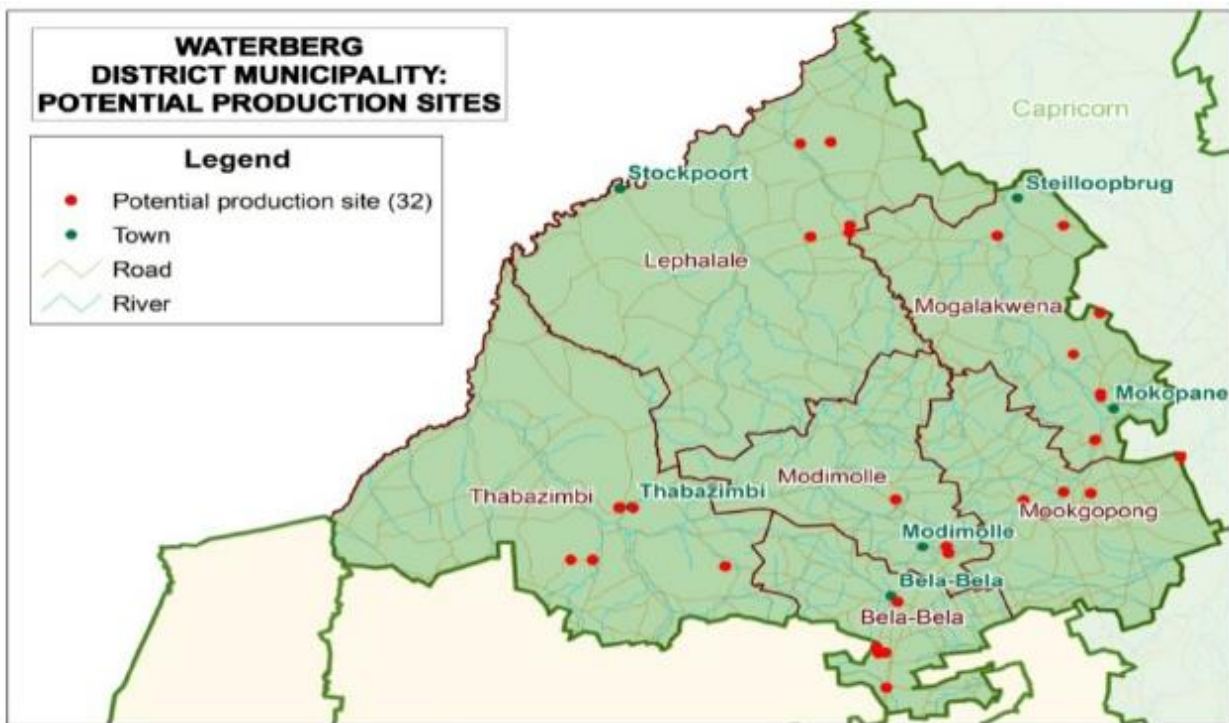 WATERBERG
DISTRICT MUNICIPALITY:
POTENTIAL PRODUCTION SITES
Legend
Potential production site (32)
Town
Road
River
Capricorn
Stockpoort
Steilloopbrug
Lephalale
Mogalakwena
Mokopane
Modimolle
Thabazimbi
Thabazimbi
Mookgopong
Modimolle
Bela-Bela
Bela-Bela